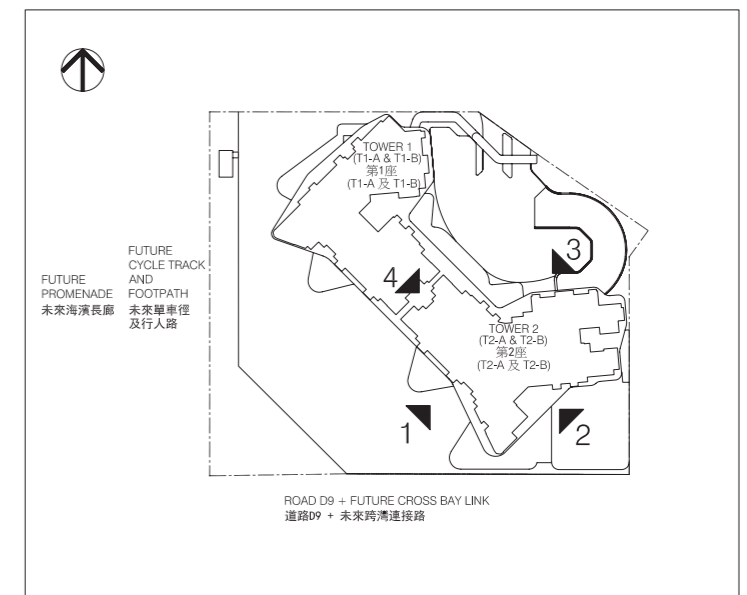 TOWER 1
(T1-A & T1-B)
第1座
(T1-A 及 T1-B)
3
4
FUTURE
PROMENADE
未來海濱長廊
FUTURE
CYCLE TRACK
AND
FOOTPATH
未來單車徑
及行人路
TOWER 2
(T2-A & T2-B)
第2座
(T2-A 及 T2-B)
1
2
ROAD D9 + FUTURE CROSS BAY LINK
道路D9 + 未來跨灣連接路